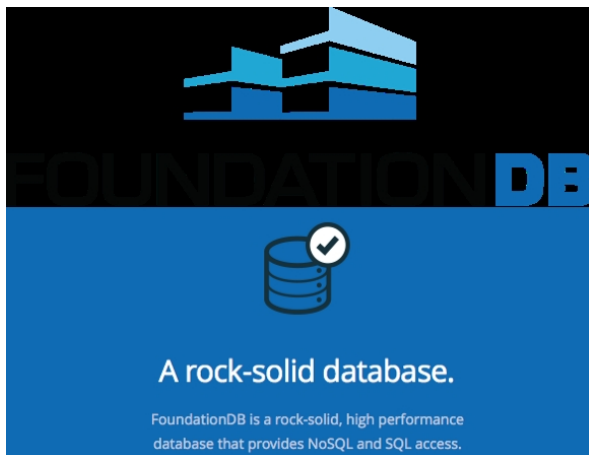 FOUNDATIONDB
A rock-solid database.
FoundationDB is a rock-solid, high performance
database that provides NoSQL and SQL access.